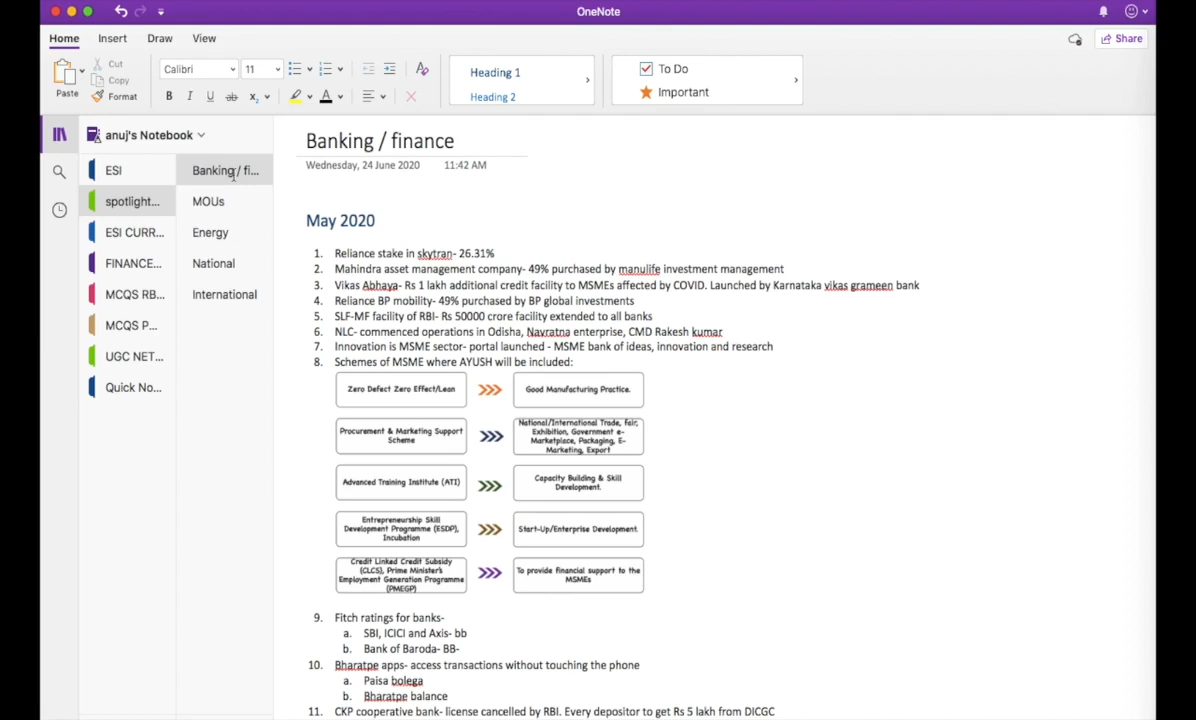 OneNote
Home Insert Draw View
Share
Paste
Cut
Copy
Format
Calibri 11
B I U ab x₂ A
Heading 1
Heading 2
To Do
Important
anuj's Notebook
ESI
spotlight...
ESI CURR...
FINANCE...
MCQS RB...
MCQS P...
UGC NET...
Quick No...
Banking / fi...
MOUs
Energy
National
International
Banking / finance
Wednesday, 24 June 2020 11:42 AM
May 2020
1. Reliance stake in skytran- 26.31%
2. Mahindra asset management company- 49% purchased by manulife investment management
3. Vikas Abhaya- Rs 1 lakh additional credit facility to MSMEs affected by COVID. Launched by Karnataka vikas grameen bank
4. Reliance BP mobility- 49% purchased by BP global investments
5. SLF-MF facility of RBI- Rs 50000 crore facility extended to all banks
6. NLC- commenced operations in Odisha, Navratna enterprise, CMD Rakesh kumar
7. Innovation is MSME sector- portal launched - MSME bank of ideas, innovation and research
8. Schemes of MSME where AYUSH will be included:
Zero Defect Zero Effect/Lean
Good Manufacturing Practice.
Procurement & Marketing Support
Scheme
National/International Trade, Fair,
Exhibition, Government e-
Marketplace, Packaging, E-
Marketing, Export
Advanced Training Institute (ATI)
Capacity Building & Skill
Development.
Entrepreneurship Skill
Development Programme (ESDP),
Incubation
Start-Up/Enterprise Development.
Credit Linked Credit Subsidy
(CLCS), Prime Minister's
Employment Generation Programme
(PMEGP)
To provide financial support to the
MSMEs
9. Fitch ratings for banks-
a. SBI, ICICI and Axis- bb
b. Bank of Baroda- BB-
10. Bharatpe apps- access transactions without touching the phone
a. Paisa bolega
b. Bharatpe balance
11. CKP cooperative bank- license cancelled by RBI. Every depositor to get Rs 5 lakh from DICGC